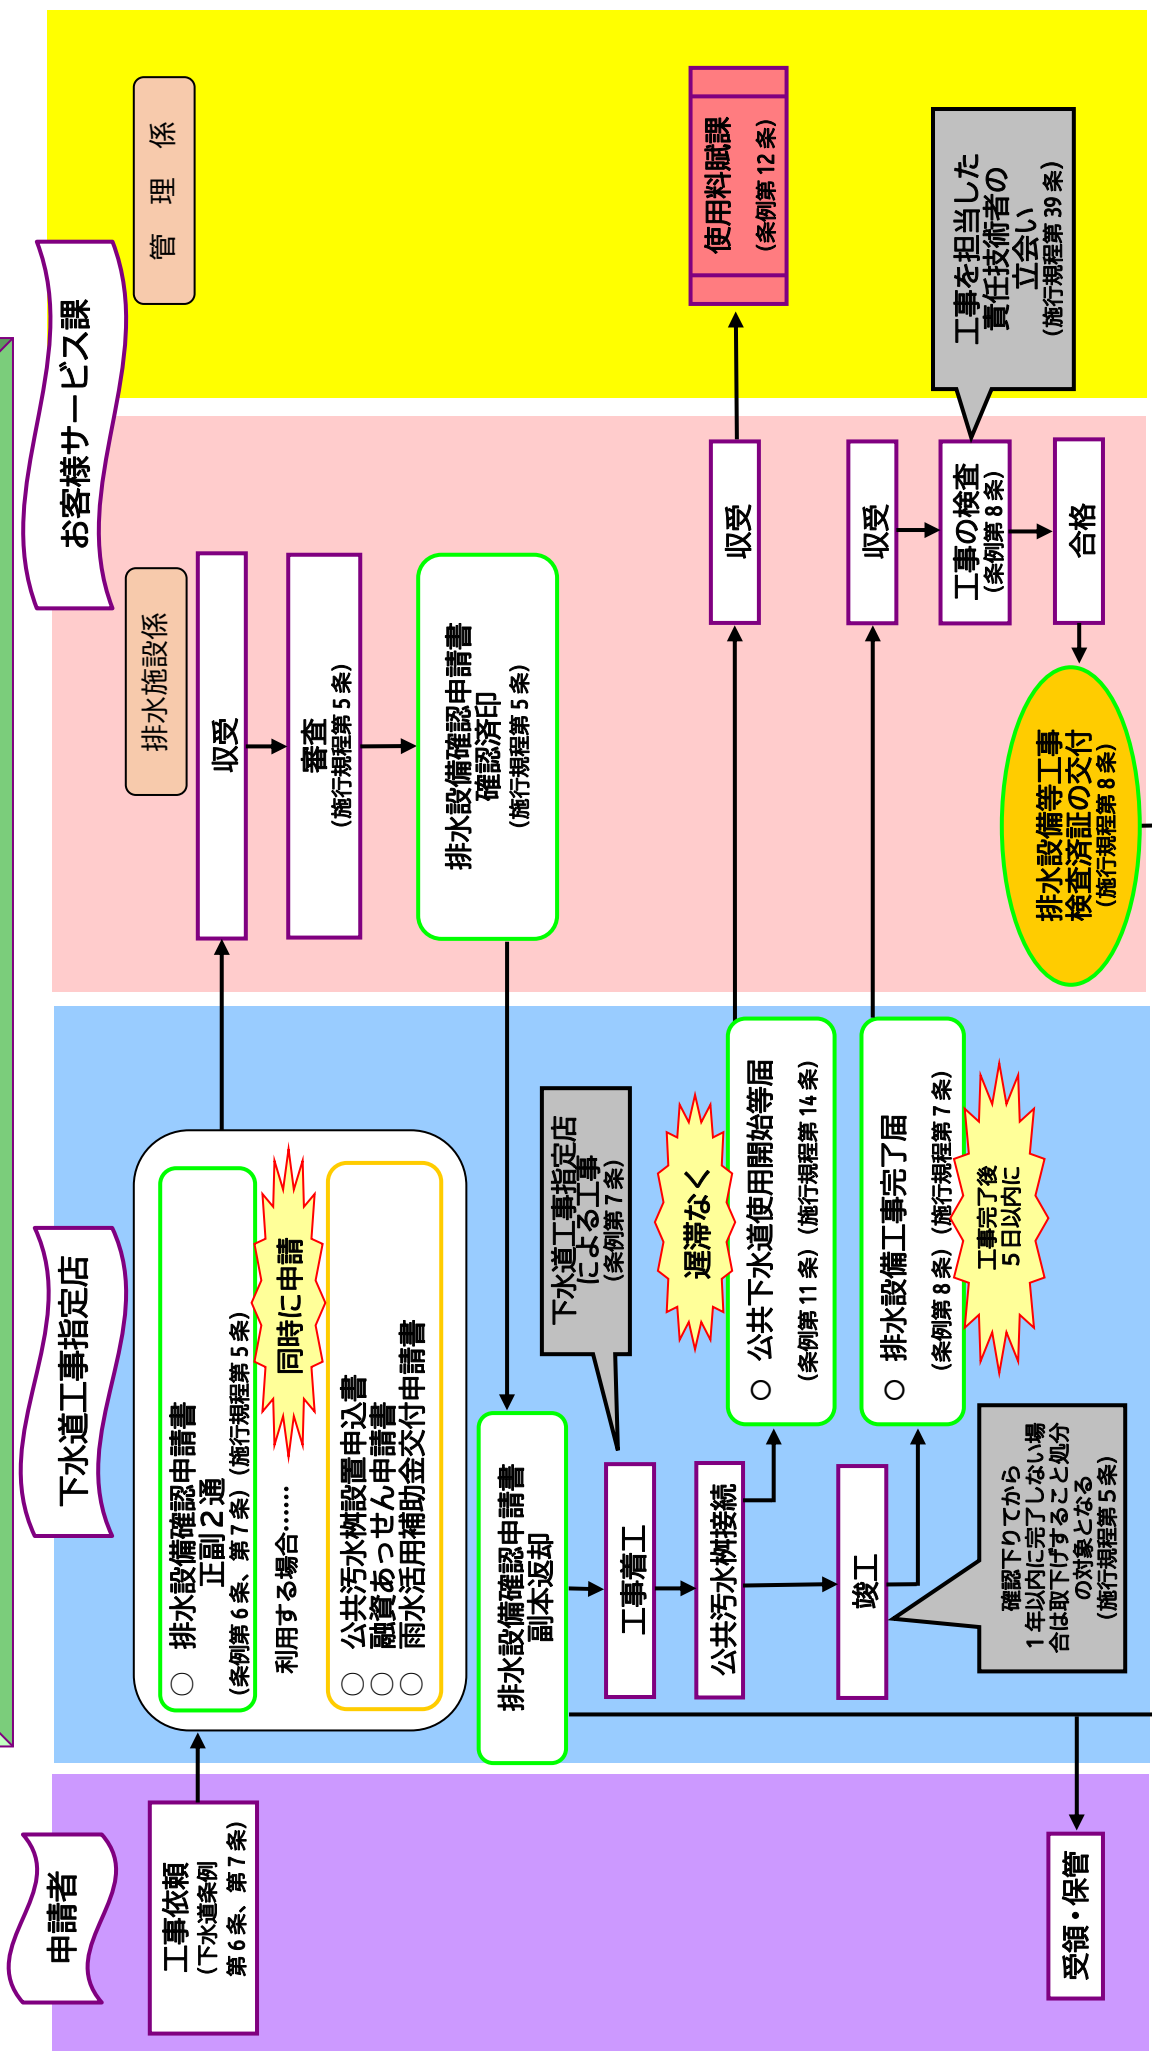 申請者
下水道工事指定店
お客様サービス課
排水施設係
管　理　係
工事依頼
（下水道条例
第６条、第７条）
○　排水設備確認申請書
正副２通
（条例第６条、第７条）（施行規程第５条）
同時に申請
利用する場合……
○　公共汚水桝設置申込書
○　融資あっせん申請書
○　雨水活用補助金交付申請書
収受
審査
（施行規程第５条）
排水設備確認申請書
確認済印
（施行規程第５条）
排水設備確認申請書
副本返却
下水道工事指定店
による工事
（条例第７条）
工事着工
公共汚水桝接続
遅滞なく
○　公共下水道使用開始等届
（条例第11条）（施行規程第14条）
収受
使用料賦課
（条例第12条）
竣工
確認下りてから
１年以内に完了しない場
合は取下げすること処分
の対象となる
（施行規程第５条）
○　排水設備工事完了届
（条例第８条）（施行規程第７条）
工事完了後
５日以内に
収受
工事の検査
（条例第８条）
工事を担当した
責任技術者の
立会い
（施行規程第39条）
合格
排水設備等工事
検査済証の交付
（施行規程第８条）
受領・保管